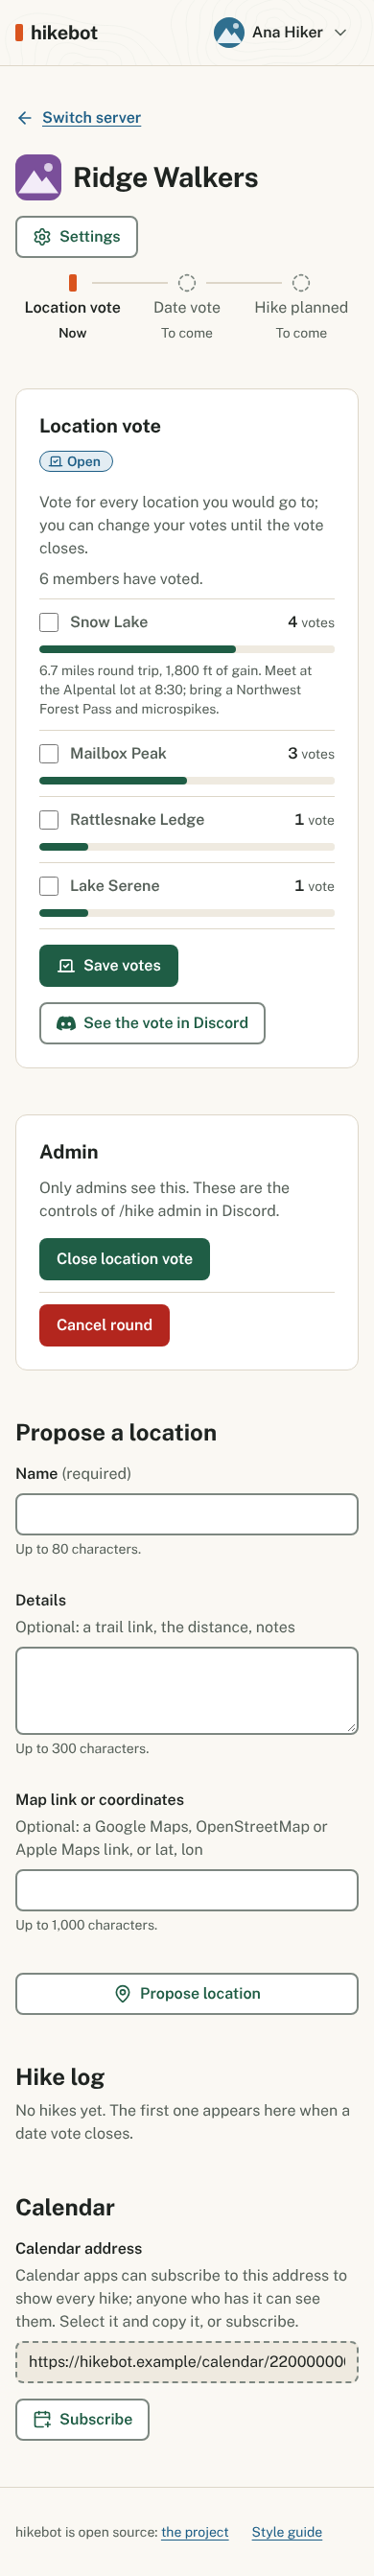 hikebot
Ana Hiker
Switch server
Ridge Walkers
Settings
Location vote
Date vote
Hike planned
Now
To come
To come
Location vote
Open
Vote for every location you would go to;
you can change your votes until the vote
closes.
6 members have voted.
Snow Lake
4 votes
6.7 miles round trip, 1,800 ft of gain. Meet at
the Alpental lot at 8:30; bring a Northwest
Forest Pass and microspikes.
Mailbox Peak
3 votes
Rattlesnake Ledge
1 vote
Lake Serene
1 vote
Save votes
See the vote in Discord
Admin
Only admins see this. These are the
controls of /hike admin in Discord.
Close location vote
Cancel round
Propose a location
Name (required)
Up to 80 characters.
Details
Optional: a trail link, the distance, notes
Up to 300 characters.
Map link or coordinates
Optional: a Google Maps, OpenStreetMap or
Apple Maps link, or lat, lon
Up to 1,000 characters.
Propose location
Hike log
No hikes yet. The first one appears here when a
date vote closes.
Calendar
Calendar address
Calendar apps can subscribe to this address to
show every hike; anyone who has it can see
them. Select it and copy it, or subscribe.
https://hikebot.example/calendar/220000000
Subscribe
hikebot is open source: the project
Style guide